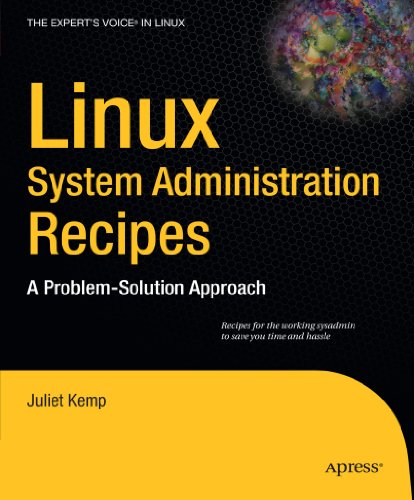 THE EXPERT'S VOICE® IN LINUX
Linux
System Administration
Recipes
A Problem-Solution Approach
Recipes for the working sysadmin
to save you time and hassle
Juliet Kemp
Apress®